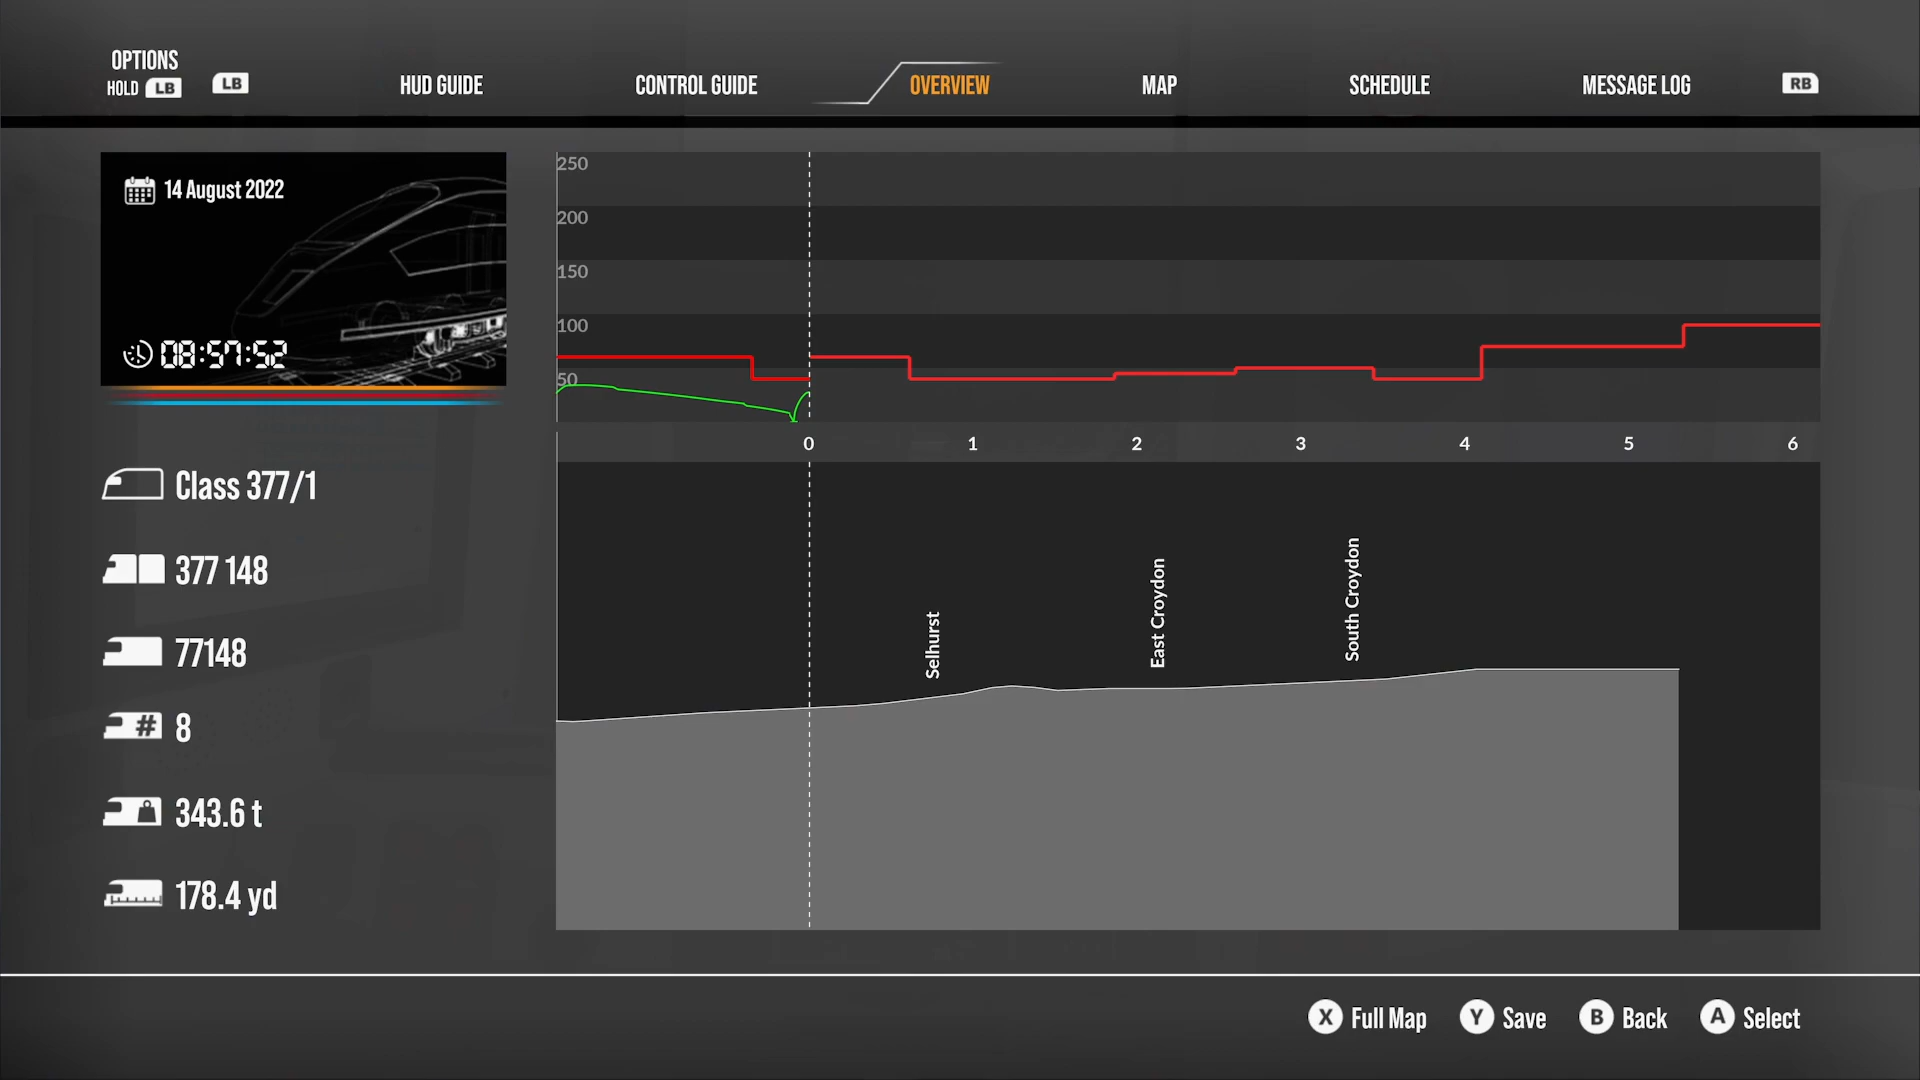 OPTIONS
HOLD LB
LB
HUD GUIDE
CONTROL GUIDE
OVERVIEW
MAP
SCHEDULE
MESSAGE LOG
RB
14 August 2022
08:57:52
Class 377/1
377 148
77148
# 8
343.6 t
178.4 yd
250
200
150
100
50
0 1 2 3 4 5 6
Selhurst
East Croydon
South Croydon
X Full Map
Y Save
B Back
A Select